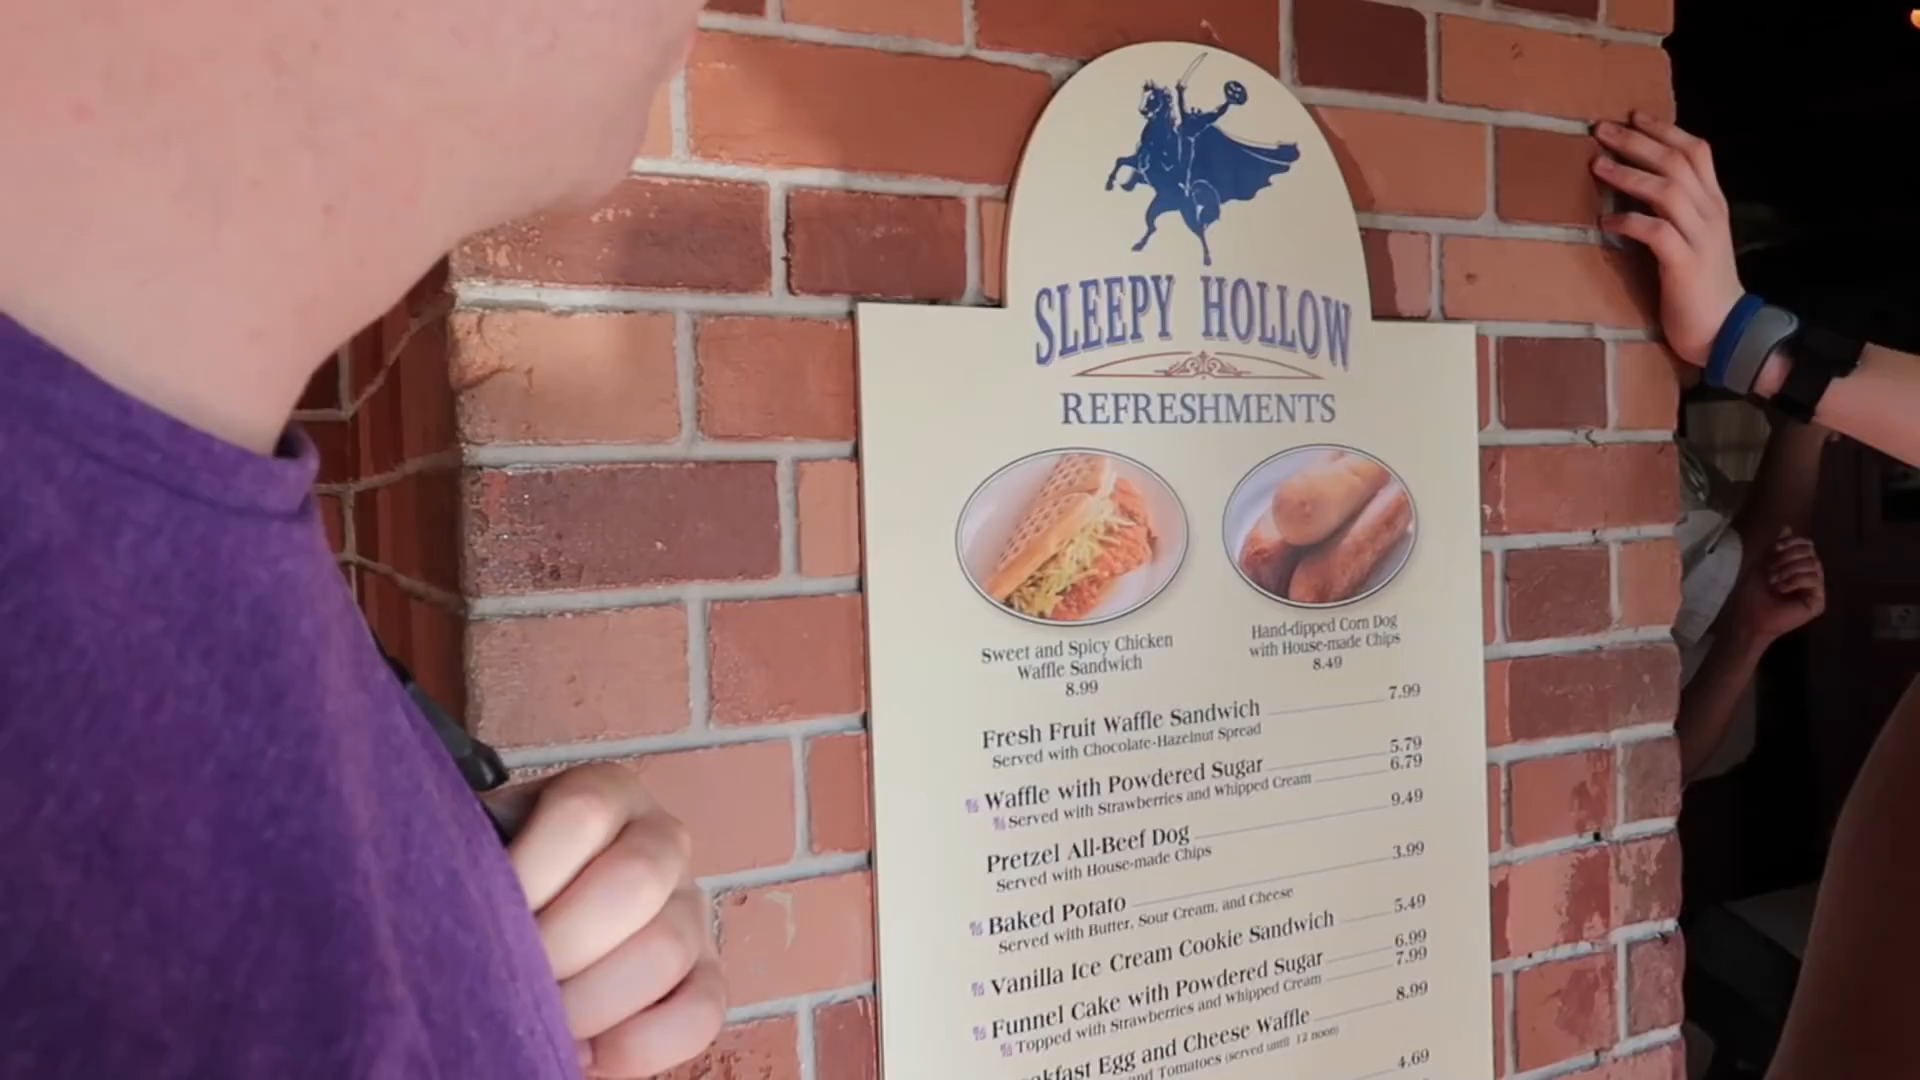 SLEEPY HOLLOW
REFRESHMENTS
Sweet and Spicy Chicken
Waffle Sandwich
8.99
Hand-dipped Corn Dog
with House-made Chips
8.49
Fresh Fruit Waffle Sandwich 7.99
Served with Chocolate-Hazelnut Spread
Waffle with Powdered Sugar 5.79
Served with Strawberries and Whipped Cream 6.79
Pretzel All-Beef Dog 9.49
Served with House-made Chips
Baked Potato 3.99
Served with Butter, Sour Cream, and Cheese
Vanilla Ice Cream Cookie Sandwich 5.49
Funnel Cake with Powdered Sugar 6.99
Topped with Strawberries and Whipped Cream 7.99
Egg and Cheese Waffle 8.99
Tomatoes (served until 12 noon)
4.69